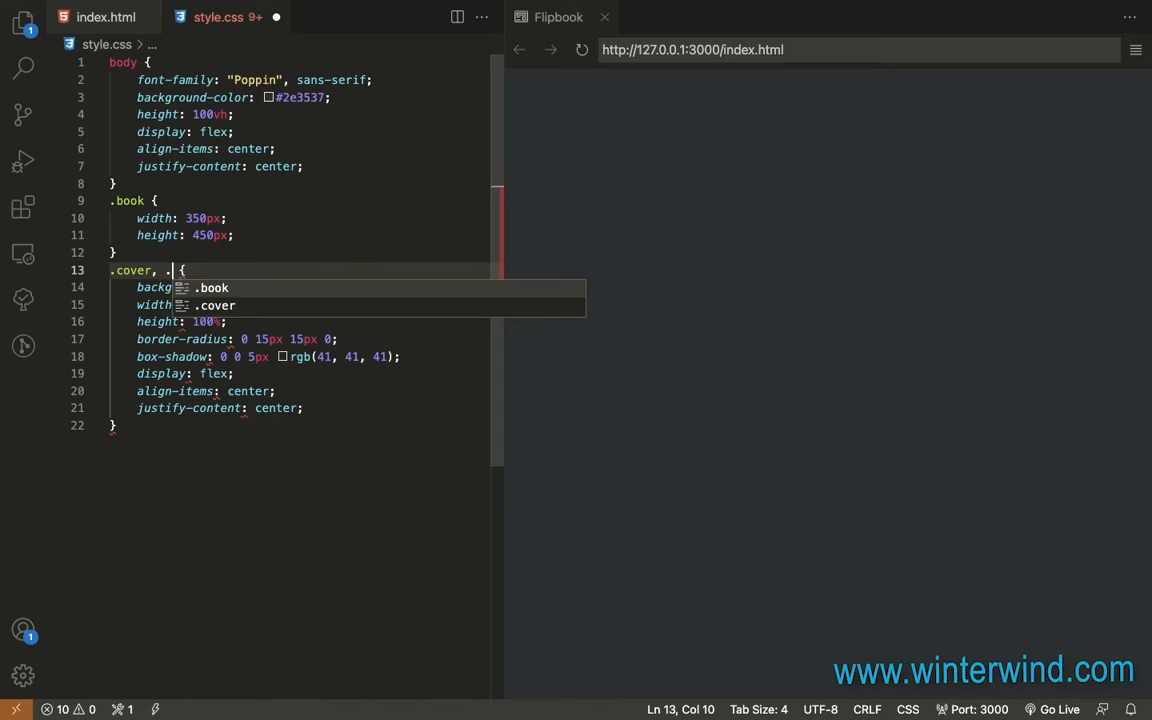 index.html
style.css 9+
Flipbook
style.css > ...
http://127.0.0.1:3000/index.html
1 body {
2 font-family: "Poppin", sans-serif;
3 background-color: #2e3537;
4 height: 100vh;
5 display: flex;
6 align-items: center;
7 justify-content: center;
8 }
9 .book {
10 width: 350px;
11 height: 450px;
12 }
13 .cover, . {
14 backg
.book
15 width
.cover
16 height: 100%;
17 border-radius: 0 15px 15px 0;
18 box-shadow: 0 0 5px rgb(41, 41, 41);
19 display: flex;
20 align-items: center;
21 justify-content: center;
22 }
1
1
www.winterwind.com
10 0 1
Ln 13, Col 10 Tab Size: 4 UTF-8 CRLF CSS Port: 3000 Go Live